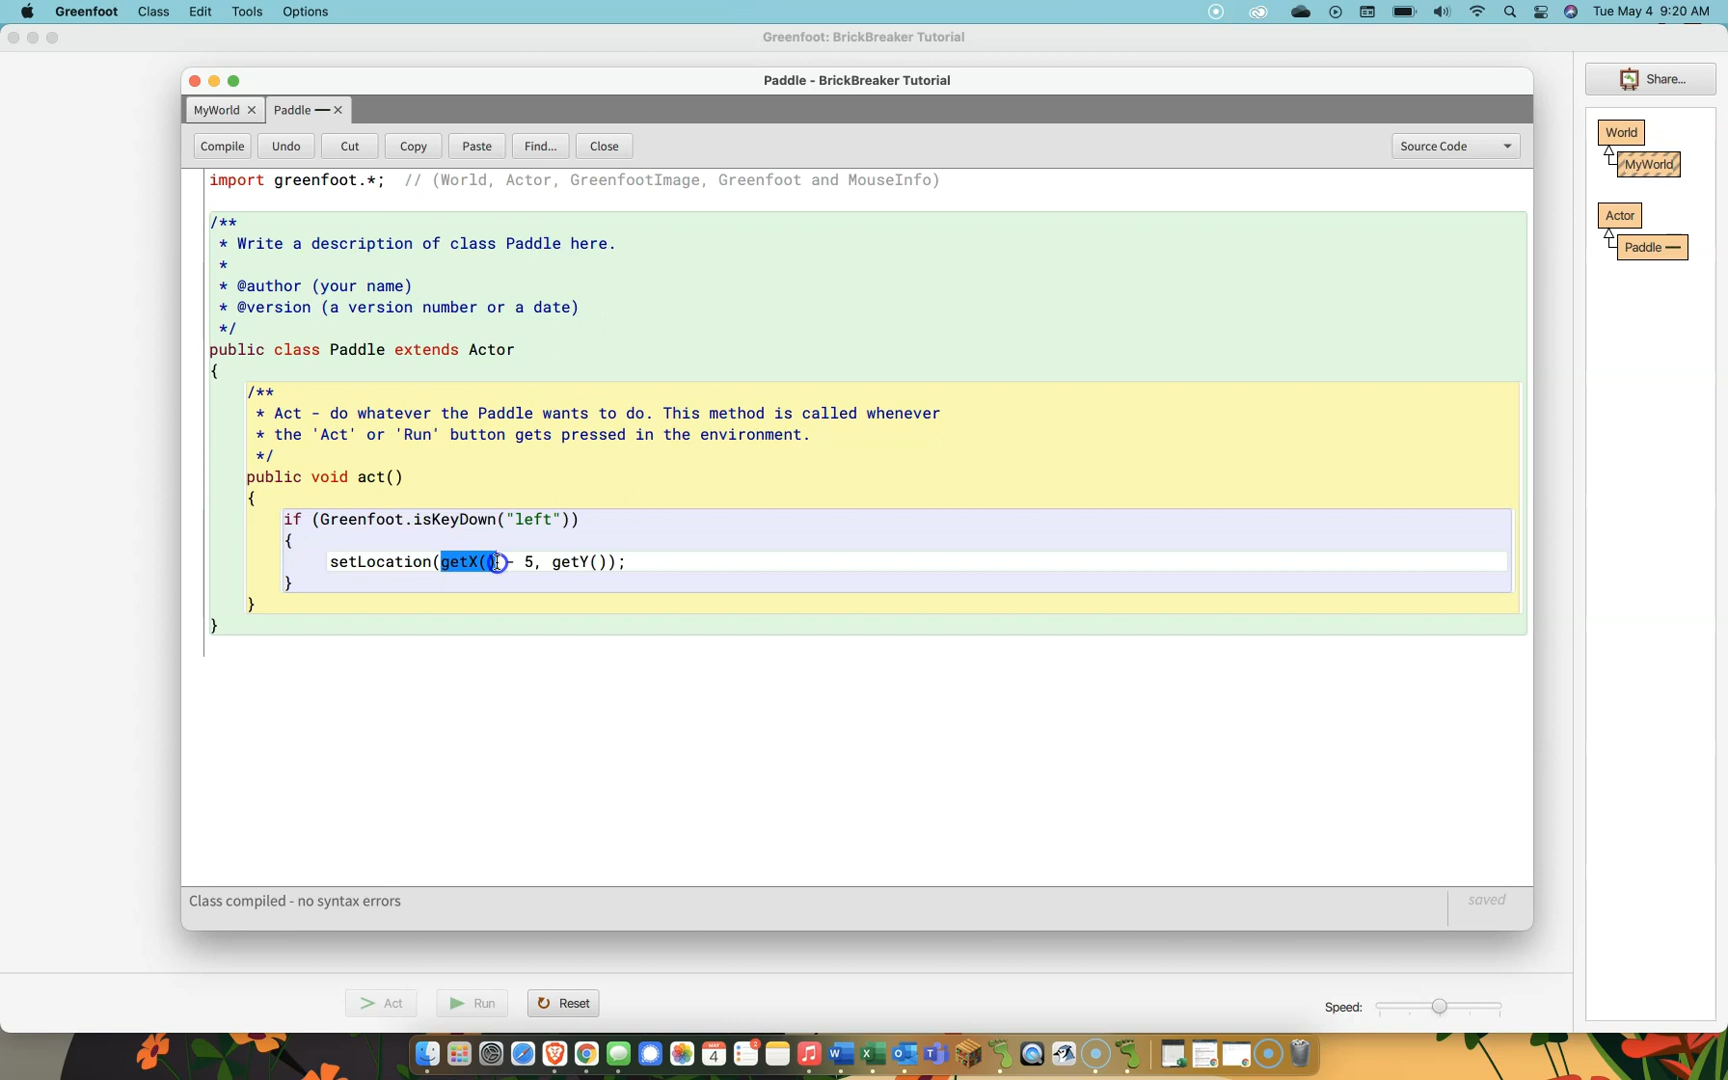 Greenfoot Class Edit Tools Options Tue May 4 9:20 AM
Greenfoot: BrickBreaker Tutorial
Paddle - BrickBreaker Tutorial
MyWorld Paddle
Compile Undo Cut Copy Paste Find... Close Source Code
import greenfoot.*; // (World, Actor, GreenfootImage, Greenfoot and MouseInfo)
/**
* Write a description of class Paddle here.
*
* @author (your name)
* @version (a version number or a date)
*/
public class Paddle extends Actor
{
/**
* Act - do whatever the Paddle wants to do. This method is called whenever
* the 'Act' or 'Run' button gets pressed in the environment.
*/
public void act()
{
if (Greenfoot.isKeyDown("left"))
{
setLocation(getX() - 5, getY());
}
}
}
Class compiled - no syntax errors
saved
Share...
World
MyWorld
Actor
Paddle
Act Run Reset Speed:
MAY
4
2